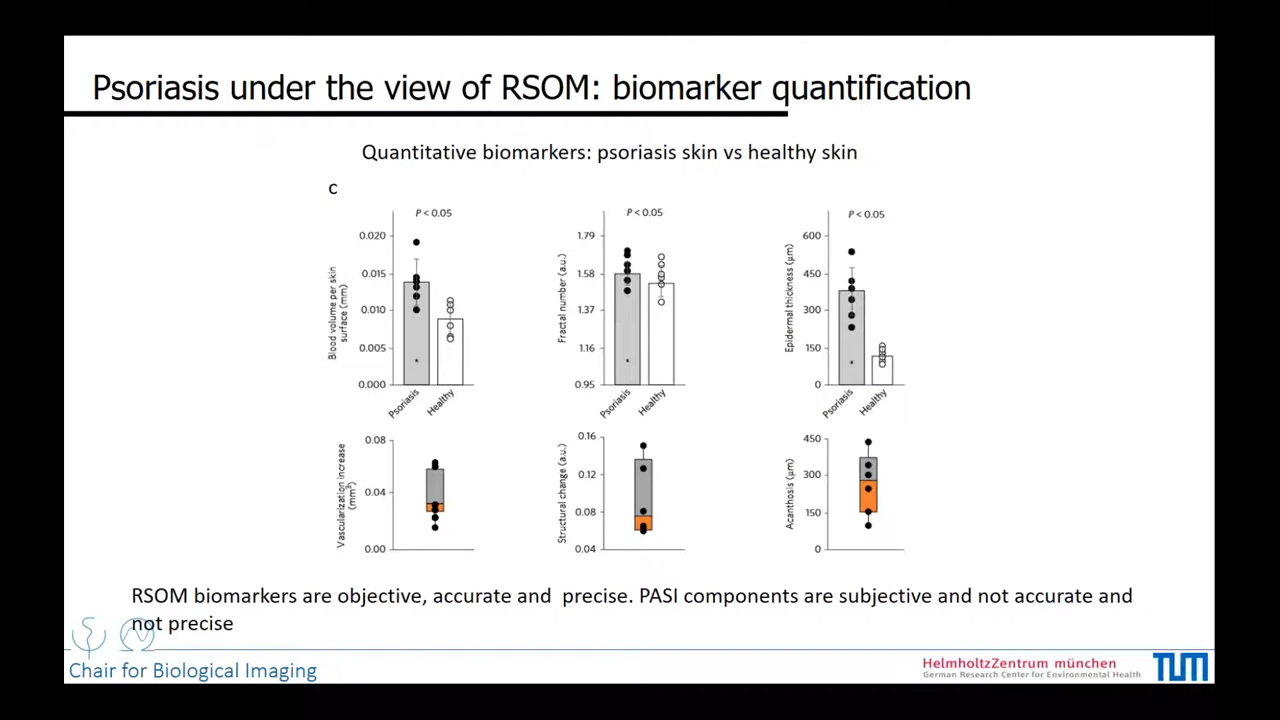 Psoriasis under the view of RSOM: biomarker quantification
Quantitative biomarkers: psoriasis skin vs healthy skin
c
P < 0.05
0.020
0.015
0.010
0.005
0.000
Blood volume per skin
surface (mm)
*
Psoriasis
Healthy
P < 0.05
1.79
1.58
1.37
1.16
0.95
Fractal number (a.u.)
*
Psoriasis
Healthy
P < 0.05
600
450
300
150
0
Epidermal thickness (μm)
*
Psoriasis
Healthy
0.08
0.04
0.00
Vascularization increase
(mm³)
0.16
0.12
0.08
0.04
Structural change (a.u.)
450
300
150
0
Acanthosis (μm)
RSOM biomarkers are objective, accurate and  precise. PASI components are subjective and not accurate and
not precise
Chair for Biological Imaging
HelmholtzZentrum münchen
German Research Center for Environmental Health
TUM